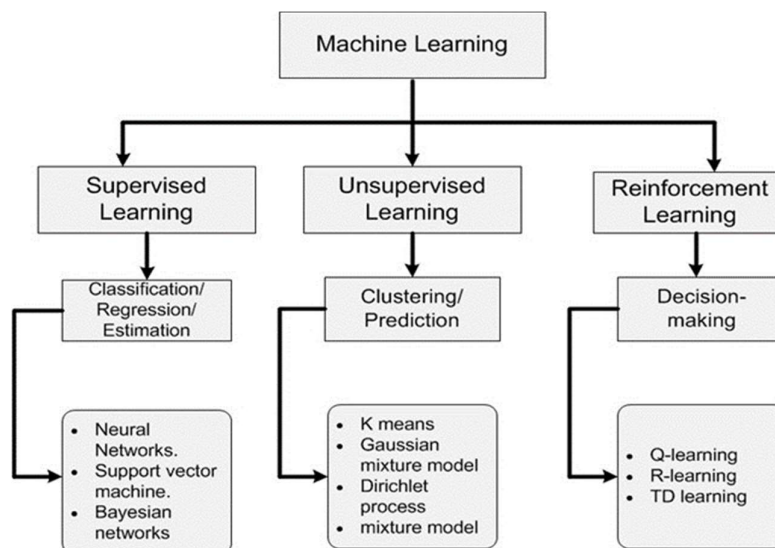 Machine Learning
Supervised
Learning
Unsupervised
Learning
Reinforcement
Learning
Classification/
Regression/
Estimation
Clustering/
Prediction
Decision-
making
• Neural
Networks.
• Support vector
machine.
• Bayesian
networks
• K means
• Gaussian
mixture model
• Dirichlet
process
• mixture model
• Q-learning
• R-learning
• TD learning